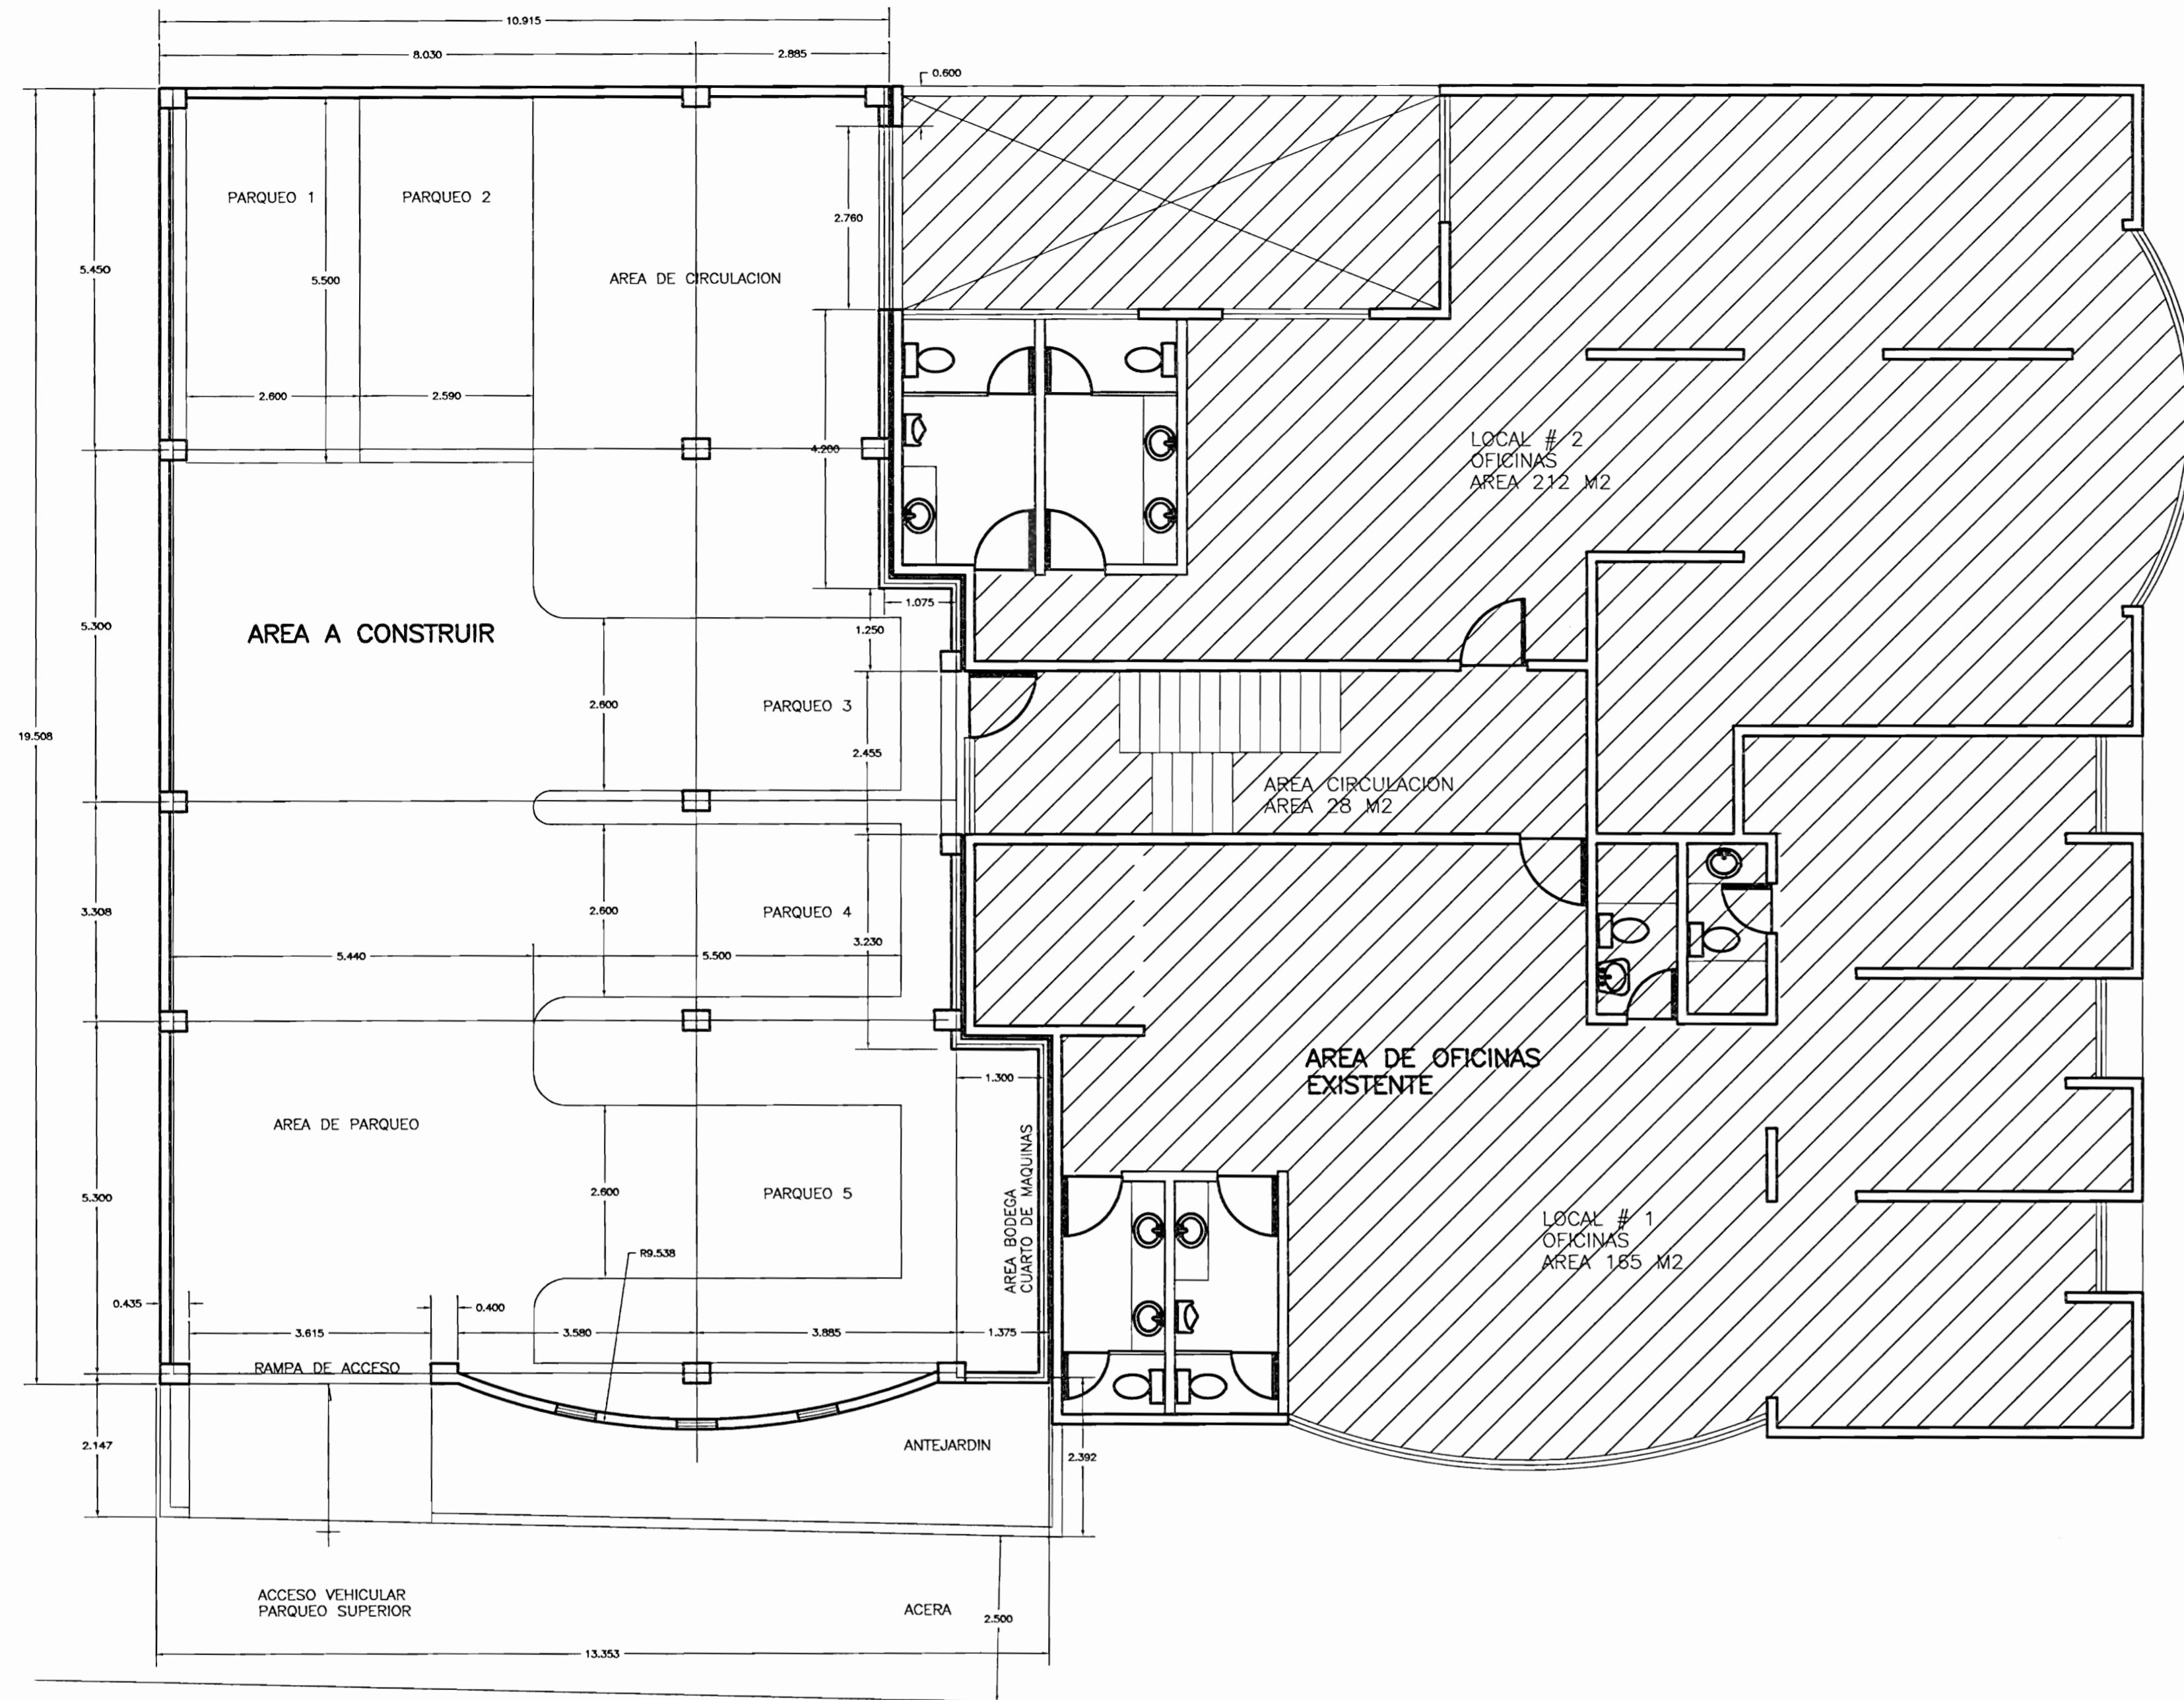 10.915
8.030
2.885
0.600
PARQUEO 1
PARQUEO 2
2.760
5.450
5.500
AREA DE CIRCULACION
2.600
2.590
4.200
LOCAL # 2
OFICINAS
AREA 212 M2
1.075
5.300
AREA A CONSTRUIR
1.250
2.600
PARQUEO 3
19.508
2.455
AREA CIRCULACION
AREA 28 M2
3.308
2.600
PARQUEO 4
3.230
5.440
5.500
AREA DE OFICINAS
EXISTENTE
1.300
AREA DE PARQUEO
5.300
2.600
PARQUEO 5
AREA BODEGA
CUARTO DE MAQUINAS
LOCAL # 1
OFICINAS
AREA 165 M2
R9.538
0.435
0.400
3.615
3.580
3.885
1.375
RAMPA DE ACCESO
2.147
ANTEJARDIN
2.392
ACCESO VEHICULAR
PARQUEO SUPERIOR
ACERA
2.500
13.353